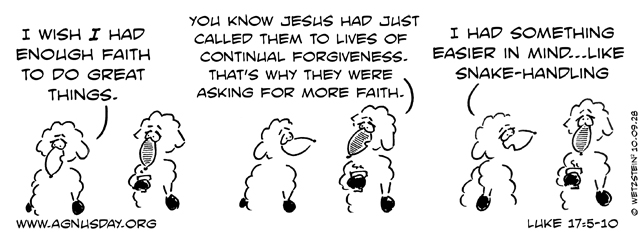 I WISH I HAD
ENOUGH FAITH
TO DO GREAT
THINGS.
YOU KNOW JESUS HAD JUST
CALLED THEM TO LIVES OF
CONTINUAL FORGIVENESS.
THAT'S WHY THEY WERE
ASKING FOR MORE FAITH.
I HAD SOMETHING
EASIER IN MIND...LIKE
SNAKE-HANDLING
WWW.AGNUSDAY.ORG
LUKE 17:5-10
© WETZSTEIN² 10.09.28